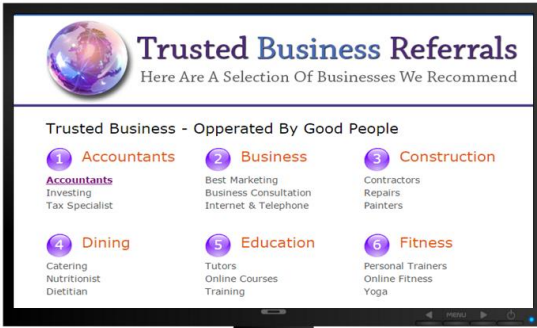 Trusted Business Referrals
Here Are A Selection Of Businesses We Recommend
Trusted Business - Opperated By Good People
1 Accountants
Accountants
Investing
Tax Specialist
2 Business
Best Marketing
Business Consultation
Internet & Telephone
3 Construction
Contractors
Repairs
Painters
4 Dining
Catering
Nutritionist
Dietitian
5 Education
Tutors
Online Courses
Training
6 Fitness
Personal Trainers
Online Fitness
Yoga
MENU